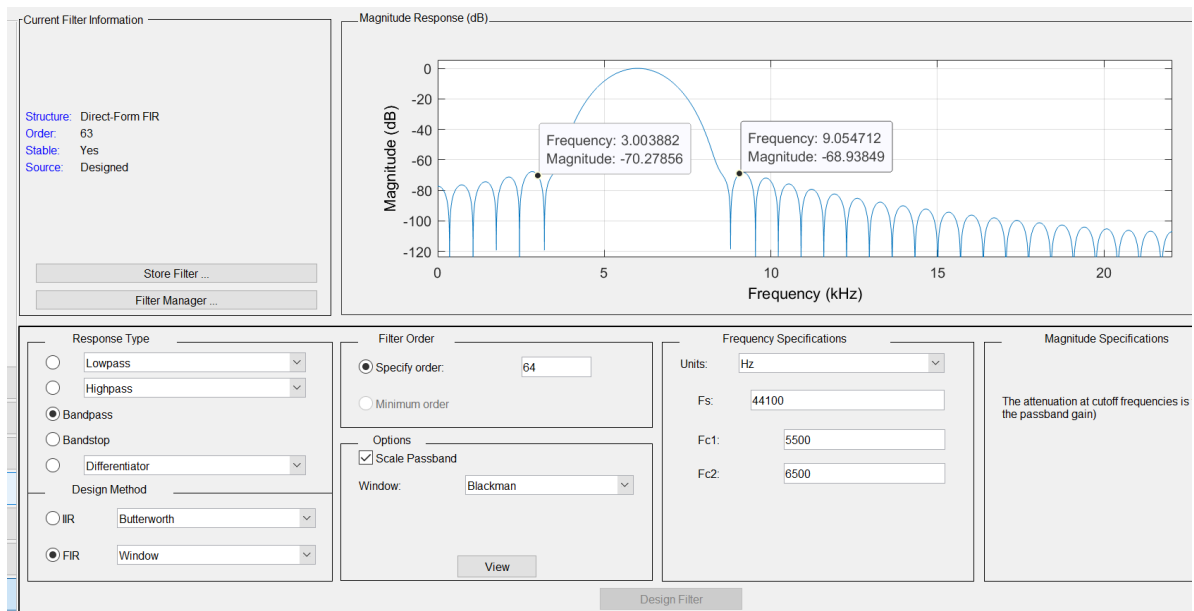 Current Filter Information
Structure: Direct-Form FIR
Order: 63
Stable: Yes
Source: Designed
Store Filter ...
Filter Manager ...
Magnitude Response (dB)
Magnitude (dB)
0
-20
-40
-60
-80
-100
-120
Frequency: 3.003882
Magnitude: -70.27856
Frequency: 9.054712
Magnitude: -68.93849
0
5
10
15
20
Frequency (kHz)
Response Type
Lowpass
Highpass
Bandpass
Bandstop
Differentiator
Design Method
IIR
Butterworth
FIR
Window
Filter Order
Specify order:
64
Minimum order
Options
Scale Passband
Window:
Blackman
View
Frequency Specifications
Units:
Hz
Fs:
44100
Fc1:
5500
Fc2:
6500
Magnitude Specifications
The attenuation at cutoff frequencies is
the passband gain)
Design Filter